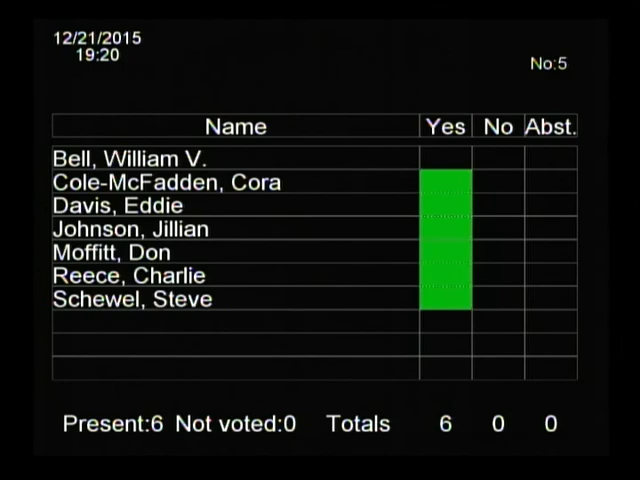 12/21/2015
19:20
No:5
Name Yes No Abst.
Bell, William V.
Cole-McFadden, Cora
Davis, Eddie
Johnson, Jillian
Moffitt, Don
Reece, Charlie
Schewel, Steve
Present:6 Not voted:0 Totals 6 0 0